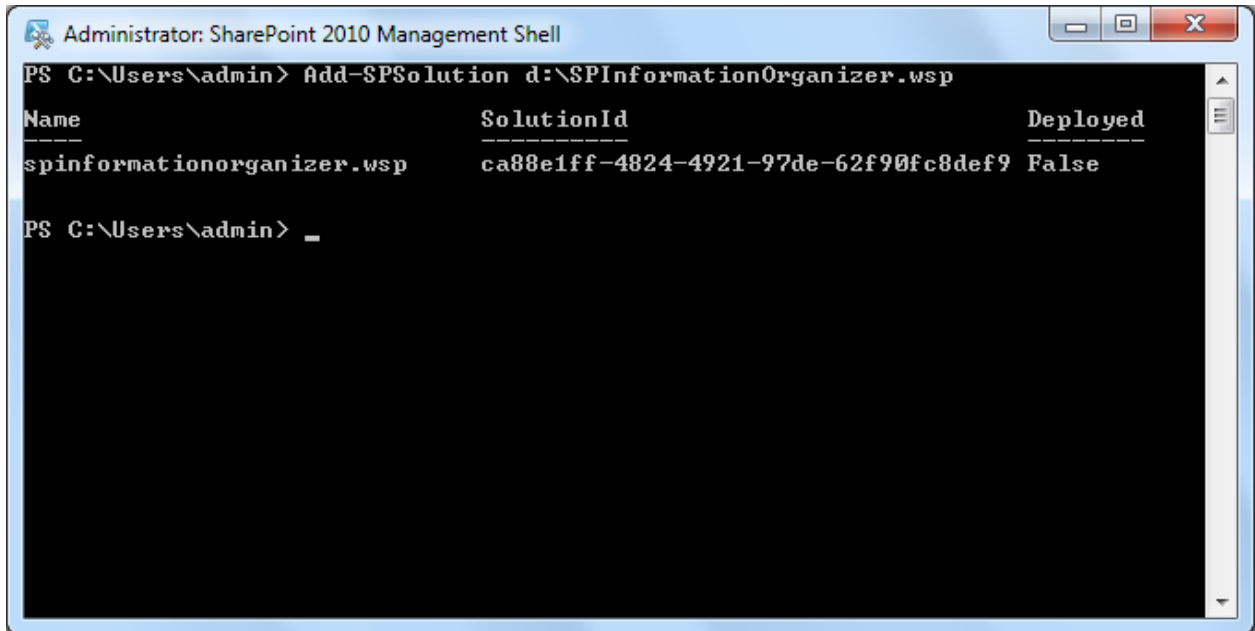 Administrator: SharePoint 2010 Management Shell
PS C:\Users\admin> Add-SPSolution d:\SPInformationOrganizer.wsp
Name SolutionId Deployed
---- ---------- --------
spinformationorganizer.wsp ca88e1ff-4824-4921-97de-62f90fc8def9 False
PS C:\Users\admin> _